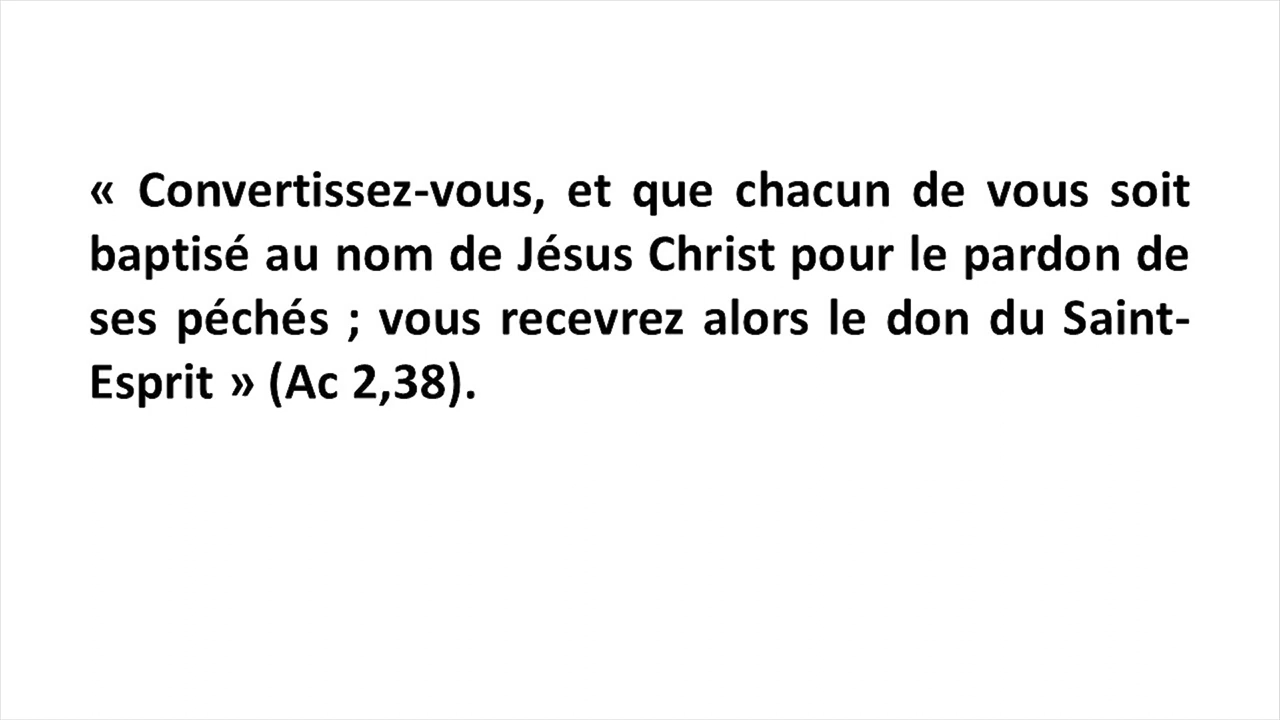 « Convertissez-vous, et que chacun de vous soit
baptisé au nom de Jésus Christ pour le pardon de
ses péchés ; vous recevrez alors le don du Saint-
Esprit » (Ac 2,38).